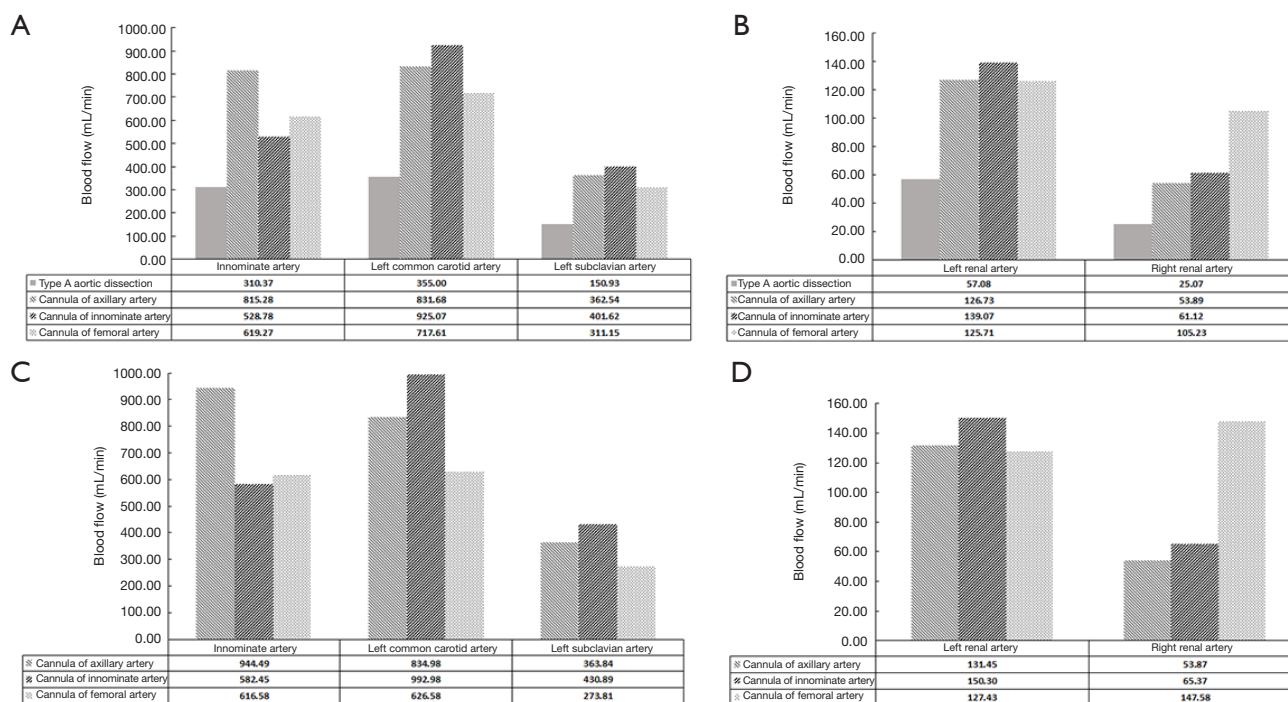 A
1000.00
900.00
800.00
700.00
600.00
500.00
400.00
300.00
200.00
100.00
0.00
Blood flow (mL/min)
Innominate artery Left common carotid artery Left subclavian artery
Type A aortic dissection 310.37 355.00 150.93
Cannula of axillary artery 815.28 831.68 362.54
Cannula of innominate artery 528.78 925.07 401.62
Cannula of femoral artery 619.27 717.61 311.15
B
160.00
140.00
120.00
100.00
80.00
60.00
40.00
20.00
0.00
Blood flow (mL/min)
Left renal artery Right renal artery
Type A aortic dissection 57.08 25.07
Cannula of axillary artery 126.73 53.89
Cannula of innominate artery 139.07 61.12
Cannula of femoral artery 125.71 105.23
C
1000.00
900.00
800.00
700.00
600.00
500.00
400.00
300.00
200.00
100.00
0.00
Blood flow (mL/min)
Innominate artery Left common carotid artery Left subclavian artery
Cannula of axillary artery 944.49 834.98 363.84
Cannula of innominate artery 582.45 992.98 430.89
Cannula of femoral artery 616.58 626.58 273.81
D
160.00
140.00
120.00
100.00
80.00
60.00
40.00
20.00
0.00
Blood flow (mL/min)
Left renal artery Right renal artery
Cannula of axillary artery 131.45 53.87
Cannula of innominate artery 150.30 65.37
Cannula of femoral artery 127.43 147.58